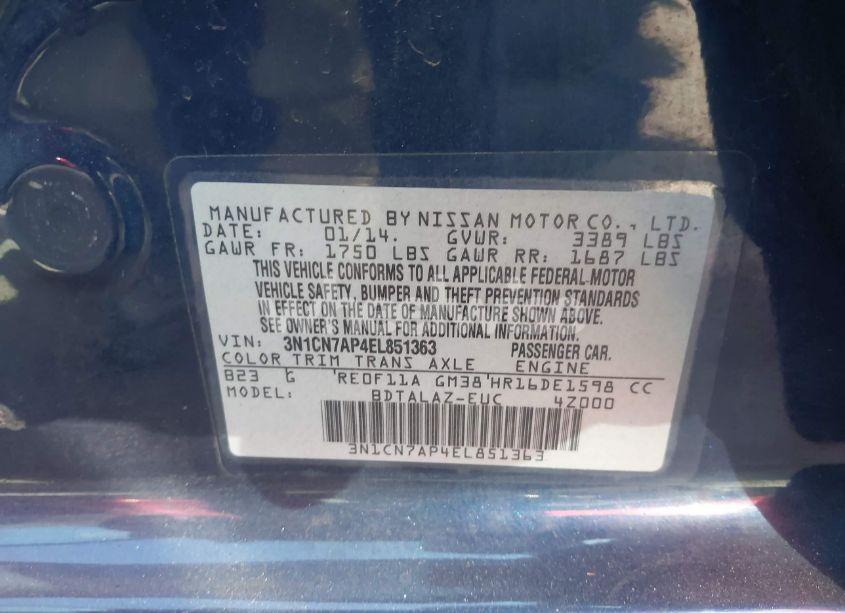 MANUFACTURED BY NISSAN MOTOR CO., LTD.
DATE: 01/14. GVWR: 3389 LBS
GAWR FR: 1750 LBS GAWR RR: 1687 LBS
THIS VEHICLE CONFORMS TO ALL APPLICABLE FEDERAL MOTOR
VEHICLE SAFETY, BUMPER AND THEFT PREVENTION STANDARDS
IN EFFECT ON THE DATE OF MANUFACTURE SHOWN ABOVE.
SEE OWNER'S MANUAL FOR ADDITIONAL INFORMATION.
VIN: 3N1CN7AP4EL851363 PASSENGER CAR.
COLOR TRIM TRANS AXLE ENGINE
B23 G 'RE0F11A GM38'HR16DE1598 CC
MODEL: BDTALAZ-EUC 4Z000
3N1CN7AP4EL851363